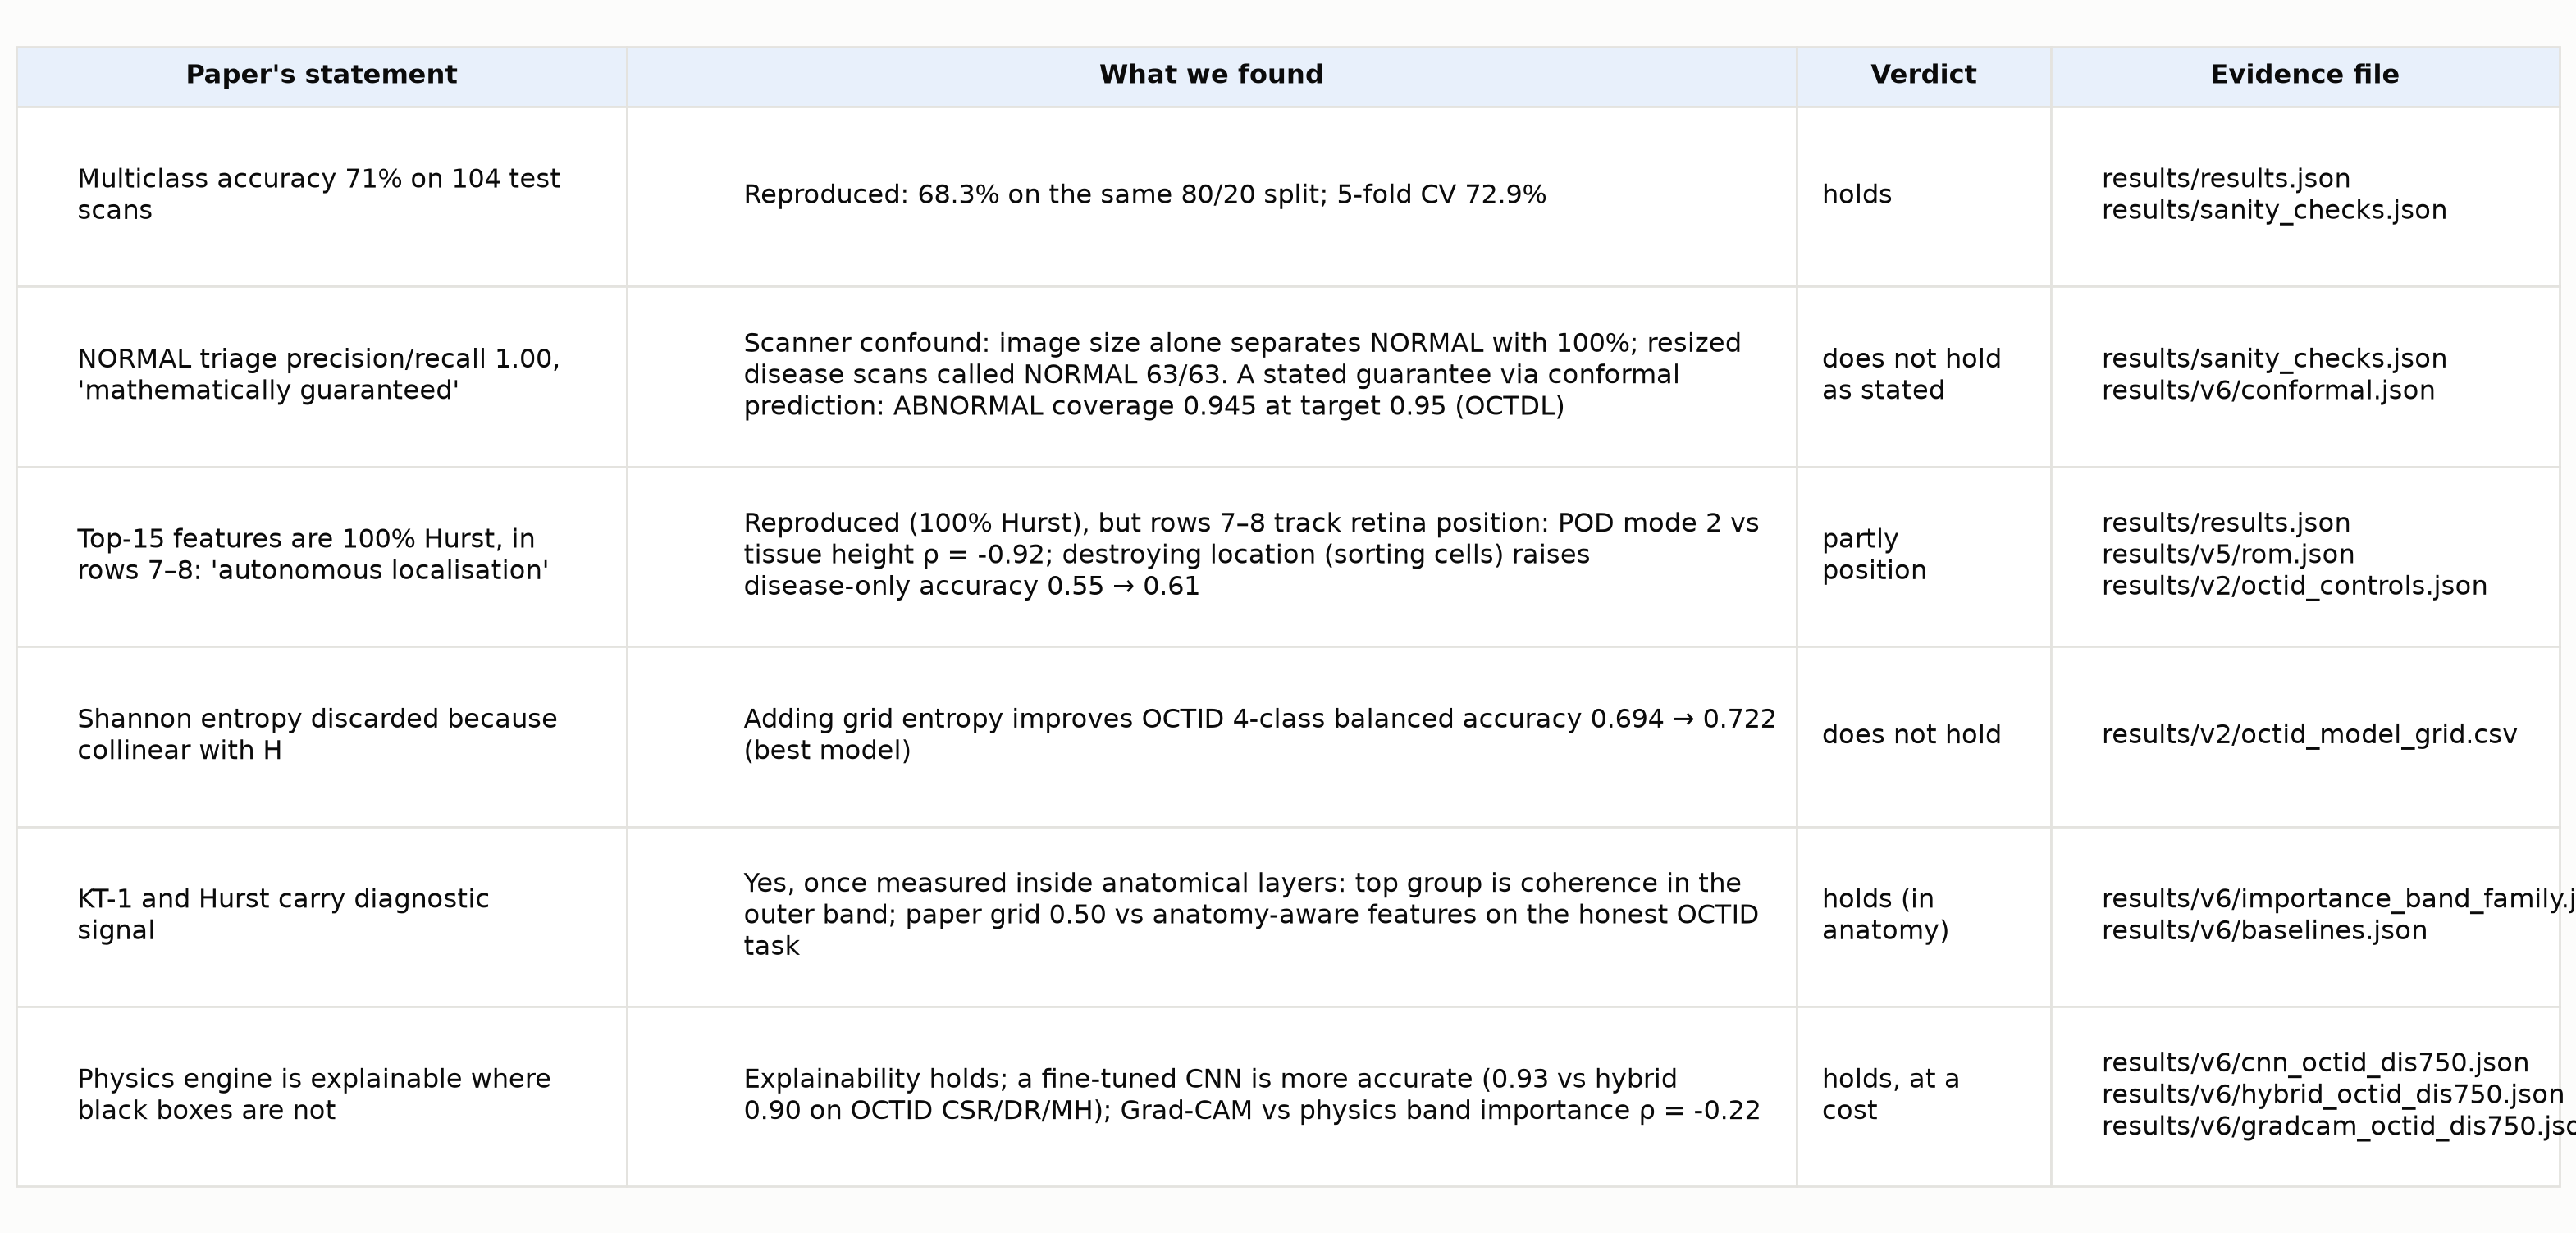 Paper's statement
What we found
Verdict
Evidence file
Multiclass accuracy 71% on 104 test
scans
Reproduced: 68.3% on the same 80/20 split; 5-fold CV 72.9%
holds
results/results.json
results/sanity_checks.json
NORMAL triage precision/recall 1.00,
'mathematically guaranteed'
Scanner confound: image size alone separates NORMAL with 100%; resized
disease scans called NORMAL 63/63. A stated guarantee via conformal
prediction: ABNORMAL coverage 0.945 at target 0.95 (OCTDL)
does not hold
as stated
results/sanity_checks.json
results/v6/conformal.json
Top-15 features are 100% Hurst, in
rows 7–8: 'autonomous localisation'
Reproduced (100% Hurst), but rows 7–8 track retina position: POD mode 2 vs
tissue height ρ = -0.92; destroying location (sorting cells) raises
disease-only accuracy 0.55 → 0.61
partly
position
results/results.json
results/v5/rom.json
results/v2/octid_controls.json
Shannon entropy discarded because
collinear with H
Adding grid entropy improves OCTID 4-class balanced accuracy 0.694 → 0.722
(best model)
does not hold
results/v2/octid_model_grid.csv
KT-1 and Hurst carry diagnostic
signal
Yes, once measured inside anatomical layers: top group is coherence in the
outer band; paper grid 0.50 vs anatomy-aware features on the honest OCTID
task
holds (in
anatomy)
results/v6/importance_band_family.j
results/v6/baselines.json
Physics engine is explainable where
black boxes are not
Explainability holds; a fine-tuned CNN is more accurate (0.93 vs hybrid
0.90 on OCTID CSR/DR/MH); Grad-CAM vs physics band importance ρ = -0.22
holds, at a
cost
results/v6/cnn_octid_dis750.json
results/v6/hybrid_octid_dis750.json
results/v6/gradcam_octid_dis750.jso